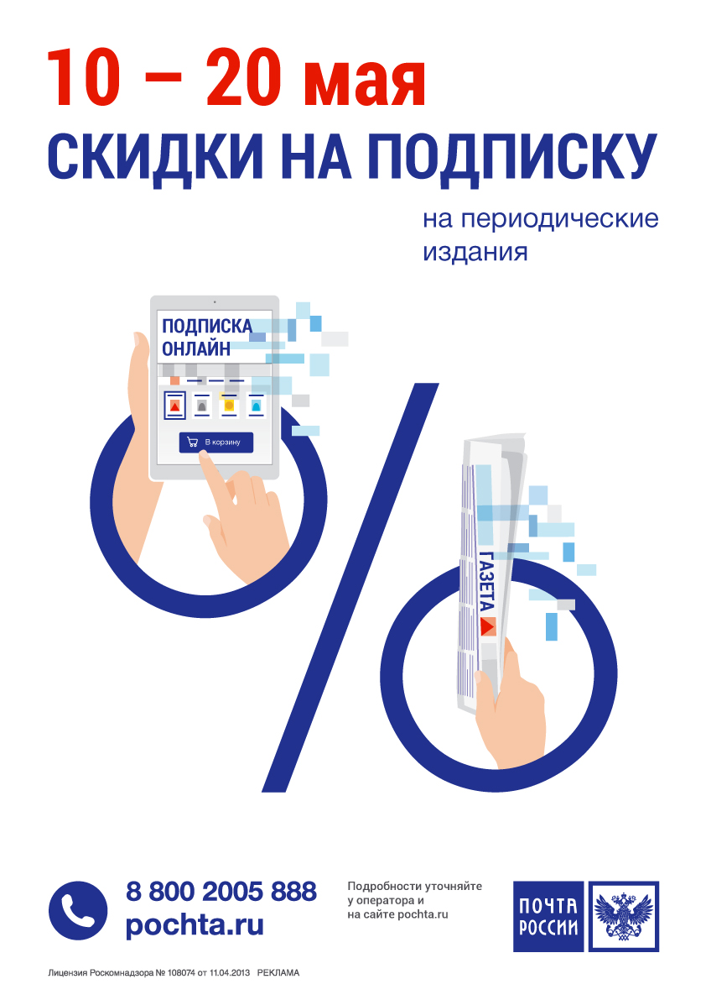 10 – 20 мая
СКИДКИ НА ПОДПИСКУ
на периодические
издания
ПОДПИСКА
ОНЛАЙН
В корзину
ГАЗЕТА
8 800 2005 888
pochta.ru
Подробности уточняйте
у оператора и
на сайте pochta.ru
ПОЧТА
РОССИИ
Лицензия Роскомнадзора № 108074 от 11.04.2013 РЕКЛАМА